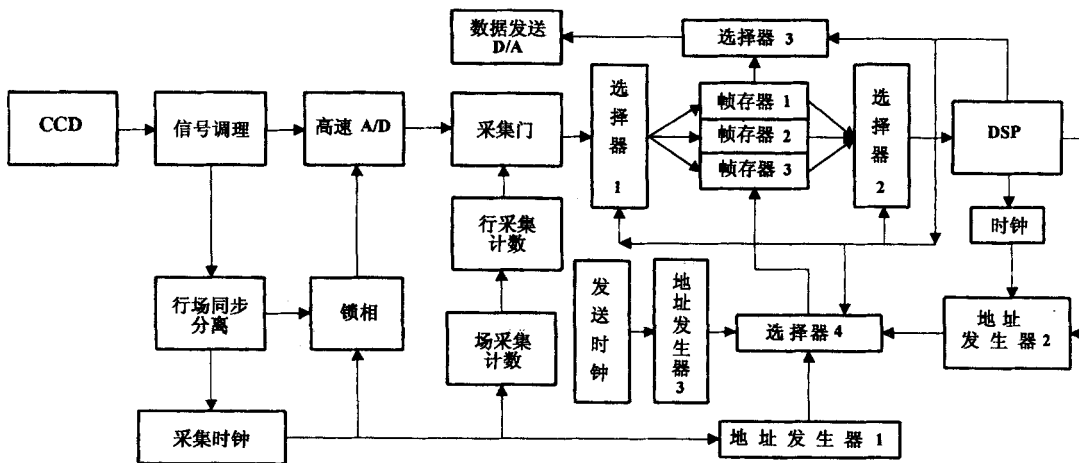 数据发送
D/A
选择器 3
CCD
信号调理
高速 A/D
采集门
选择器 1
帧存器 1
帧存器 2
帧存器 3
选择器 2
DSP
时钟
行采集
计数
行场同步
分离
锁相
场采集
计数
发送时钟
地址发生器 3
选择器 4
地址
发生器 2
采集时钟
地址发生器 1